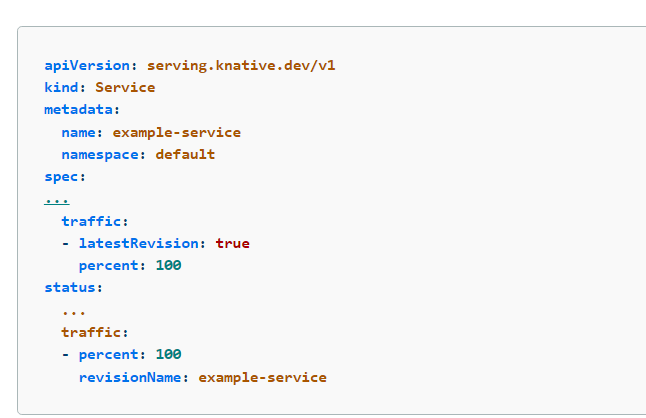 apiVersion: serving.knative.dev/v1
kind: Service
metadata:
  name: example-service
  namespace: default
spec:
...
  traffic:
  - latestRevision: true
    percent: 100
status:
  ...
  traffic:
  - percent: 100
    revisionName: example-service